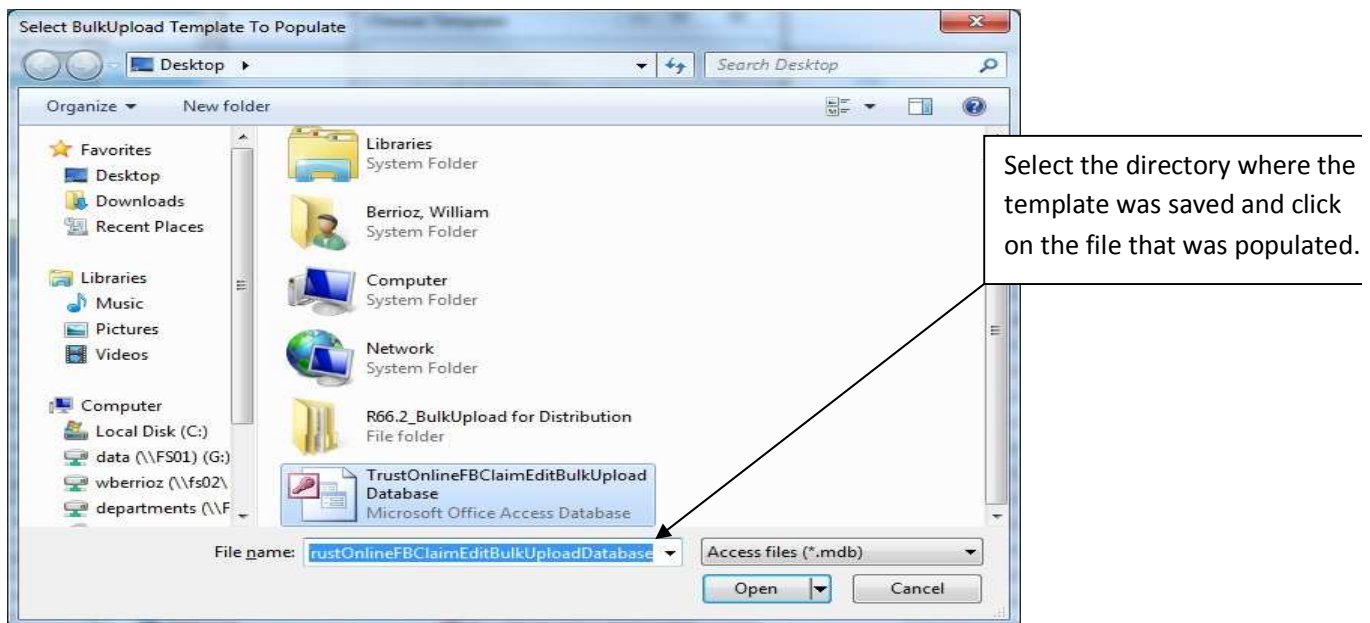 Select BulkUpload Template To Populate
Desktop
Search Desktop
Organize
New folder
Favorites
Desktop
Downloads
Recent Places
Libraries
Music
Pictures
Videos
Computer
Local Disk (C:)
data (\\FS01) (G:)
wberrioz (\\fs02\
departments (\\F
Libraries
System Folder
Berrioz, William
System Folder
Computer
System Folder
Network
System Folder
R66.2_BulkUpload for Distribution
File folder
TrustOnlineFBClaimEditBulkUpload
Database
Microsoft Office Access Database
File name: rustOnlineFBClaimEditBulkUploadDatabase
Access files (*.mdb)
Open
Cancel
Select the directory where the
template was saved and click
on the file that was populated.